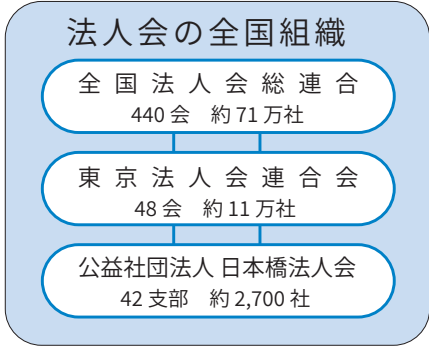 法人会の全国組織
全国法人会総連合
440会　約71万社
東京法人会連合会
48会　約11万社
公益社団法人 日本橋法人会
42支部　約2,700社